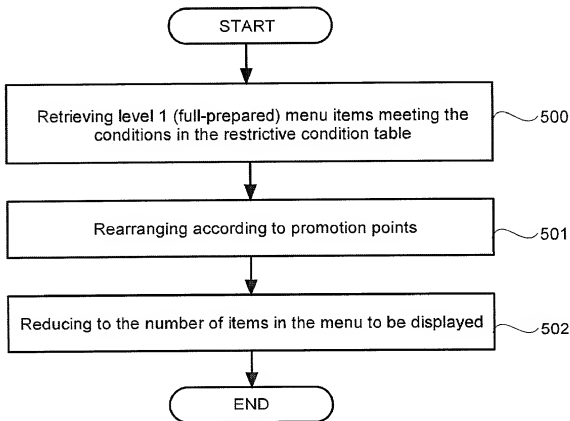 START
Retrieving level 1 (full-prepared) menu items meeting the
conditions in the restrictive condition table
500
Rearranging according to promotion points
501
Reducing to the number of items in the menu to be displayed
502
END